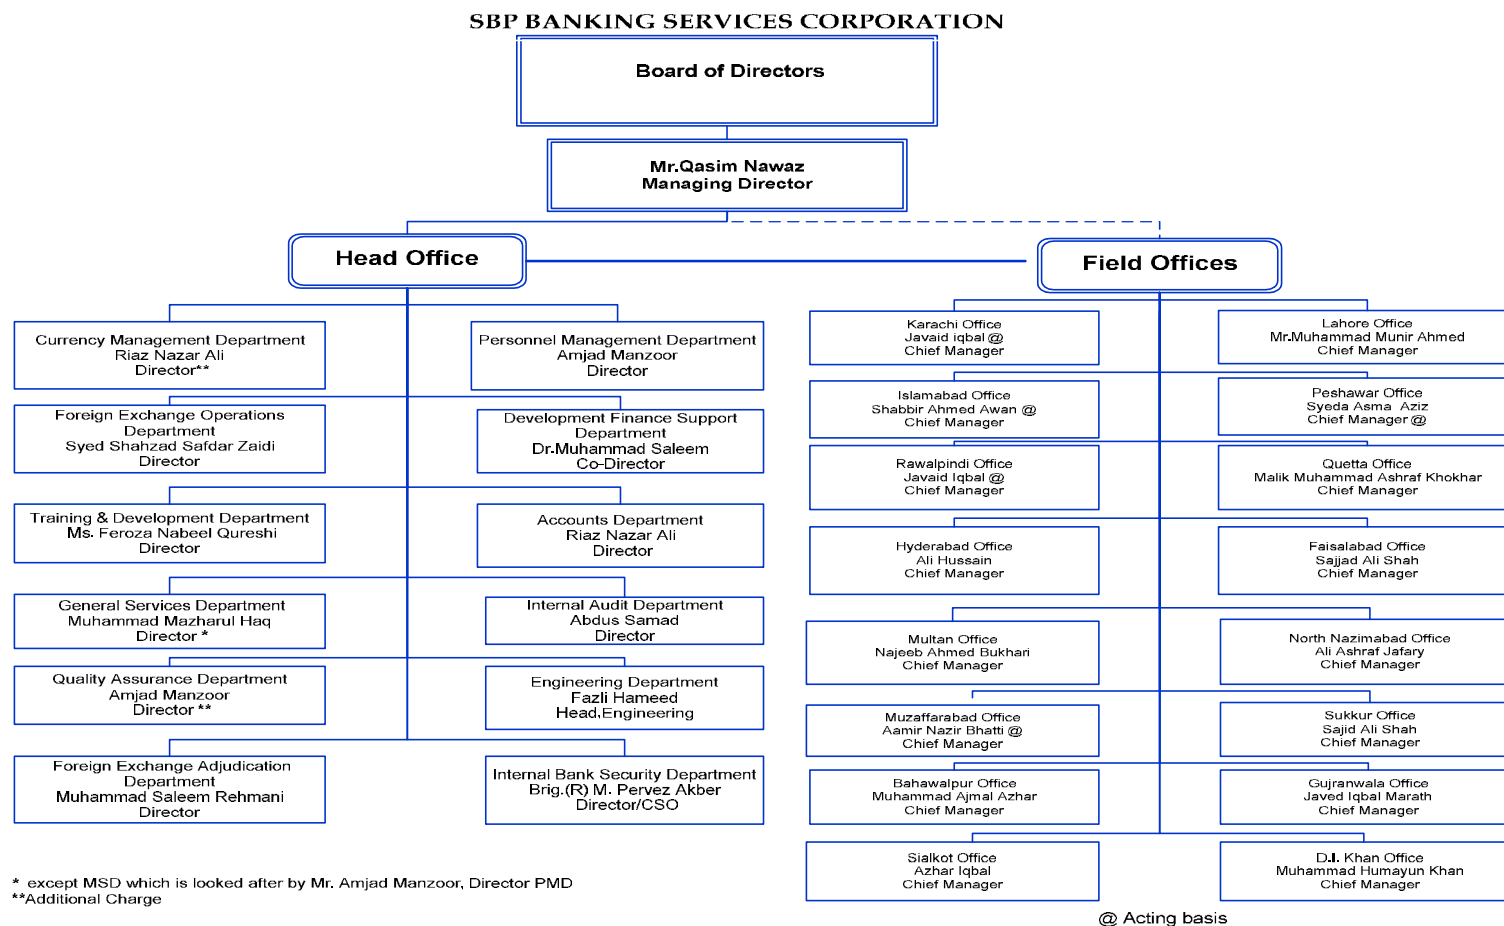 SBP BANKING SERVICES CORPORATION
Board of Directors
Mr.Qasim Nawaz
Managing Director
Head Office
Field Offices
Currency Management Department
Riaz Nazar Ali
Director**
Personnel Management Department
Amjad Manzoor
Director
Foreign Exchange Operations
Department
Syed Shahzad Safdar Zaidi
Director
Development Finance Support
Department
Dr.Muhammad Saleem
Co-Director
Training & Development Department
Ms. Feroza Nabeel Qureshi
Director
Accounts Department
Riaz Nazar Ali
Director
General Services Department
Muhammad Mazharul Haq
Director *
Internal Audit Department
Abdus Samad
Director
Quality Assurance Department
Amjad Manzoor
Director **
Engineering Department
Fazli Hameed
Head,Engineering
Foreign Exchange Adjudication
Department
Muhammad Saleem Rehmani
Director
Internal Bank Security Department
Brig.(R) M. Pervez Akber
Director/CSO
Karachi Office
Javaid iqbal @
Chief Manager
Lahore Office
Mr.Muhammad Munir Ahmed
Chief Manager
Islamabad Office
Shabbir Ahmed Awan @
Chief Manager
Peshawar Office
Syeda Asma Aziz
Chief Manager @
Rawalpindi Office
Javaid Iqbal @
Chief Manager
Quetta Office
Malik Muhammad Ashraf Khokhar
Chief Manager
Hyderabad Office
Ali Hussain
Chief Manager
Faisalabad Office
Sajjad Ali Shah
Chief Manager
Multan Office
Najeeb Ahmed Bukhari
Chief Manager
North Nazimabad Office
Ali Ashraf Jafary
Chief Manager
Muzaffarabad Office
Aamir Nazir Bhatti @
Chief Manager
Sukkur Office
Sajid Ali Shah
Chief Manager
Bahawalpur Office
Muhammad Ajmal Azhar
Chief Manager
Gujranwala Office
Javed Iqbal Marath
Chief Manager
Sialkot Office
Azhar Iqbal
Chief Manager
D.I. Khan Office
Muhammad Humayun Khan
Chief Manager
* except MSD which is looked after by Mr. Amjad Manzoor, Director PMD
**Additional Charge
@ Acting basis